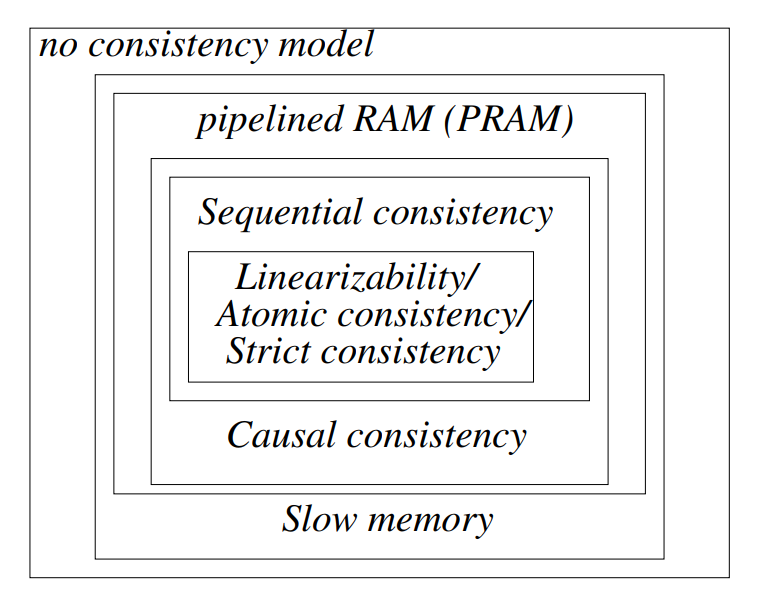 no consistency model
pipelined RAM (PRAM)
Sequential consistency
Linearizability/
Atomic consistency/
Strict consistency
Causal consistency
Slow memory